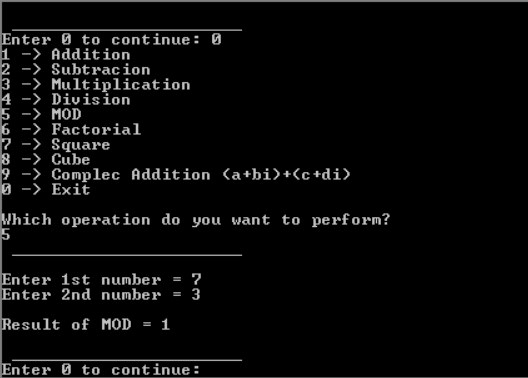 Enter 0 to continue: 0
1 -> Addition
2 -> Subtracion
3 -> Multiplication
4 -> Division
5 -> MOD
6 -> Factorial
7 -> Square
8 -> Cube
9 -> Complec Addition (a+bi)+(c+di)
0 -> Exit
Which operation do you want to perform?
5
Enter 1st number = 7
Enter 2nd number = 3
Result of MOD = 1
Enter 0 to continue: